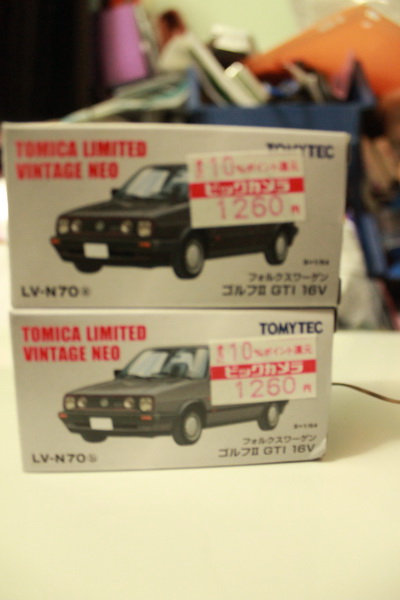 TOMICA LIMITED
VINTAGE NEO
TOMYTEC
10%ポイント還元
ビックカメラ
1260円
フォルクスワーゲン
LV-N70a
ゴルフII GTI 16V
TOMICA LIMITED
VINTAGE NEO
TOMYTEC
10%ポイント還元
ビックカメラ
1260円
フォルクスワーゲン
LV-N70b
ゴルフII GTI 16V